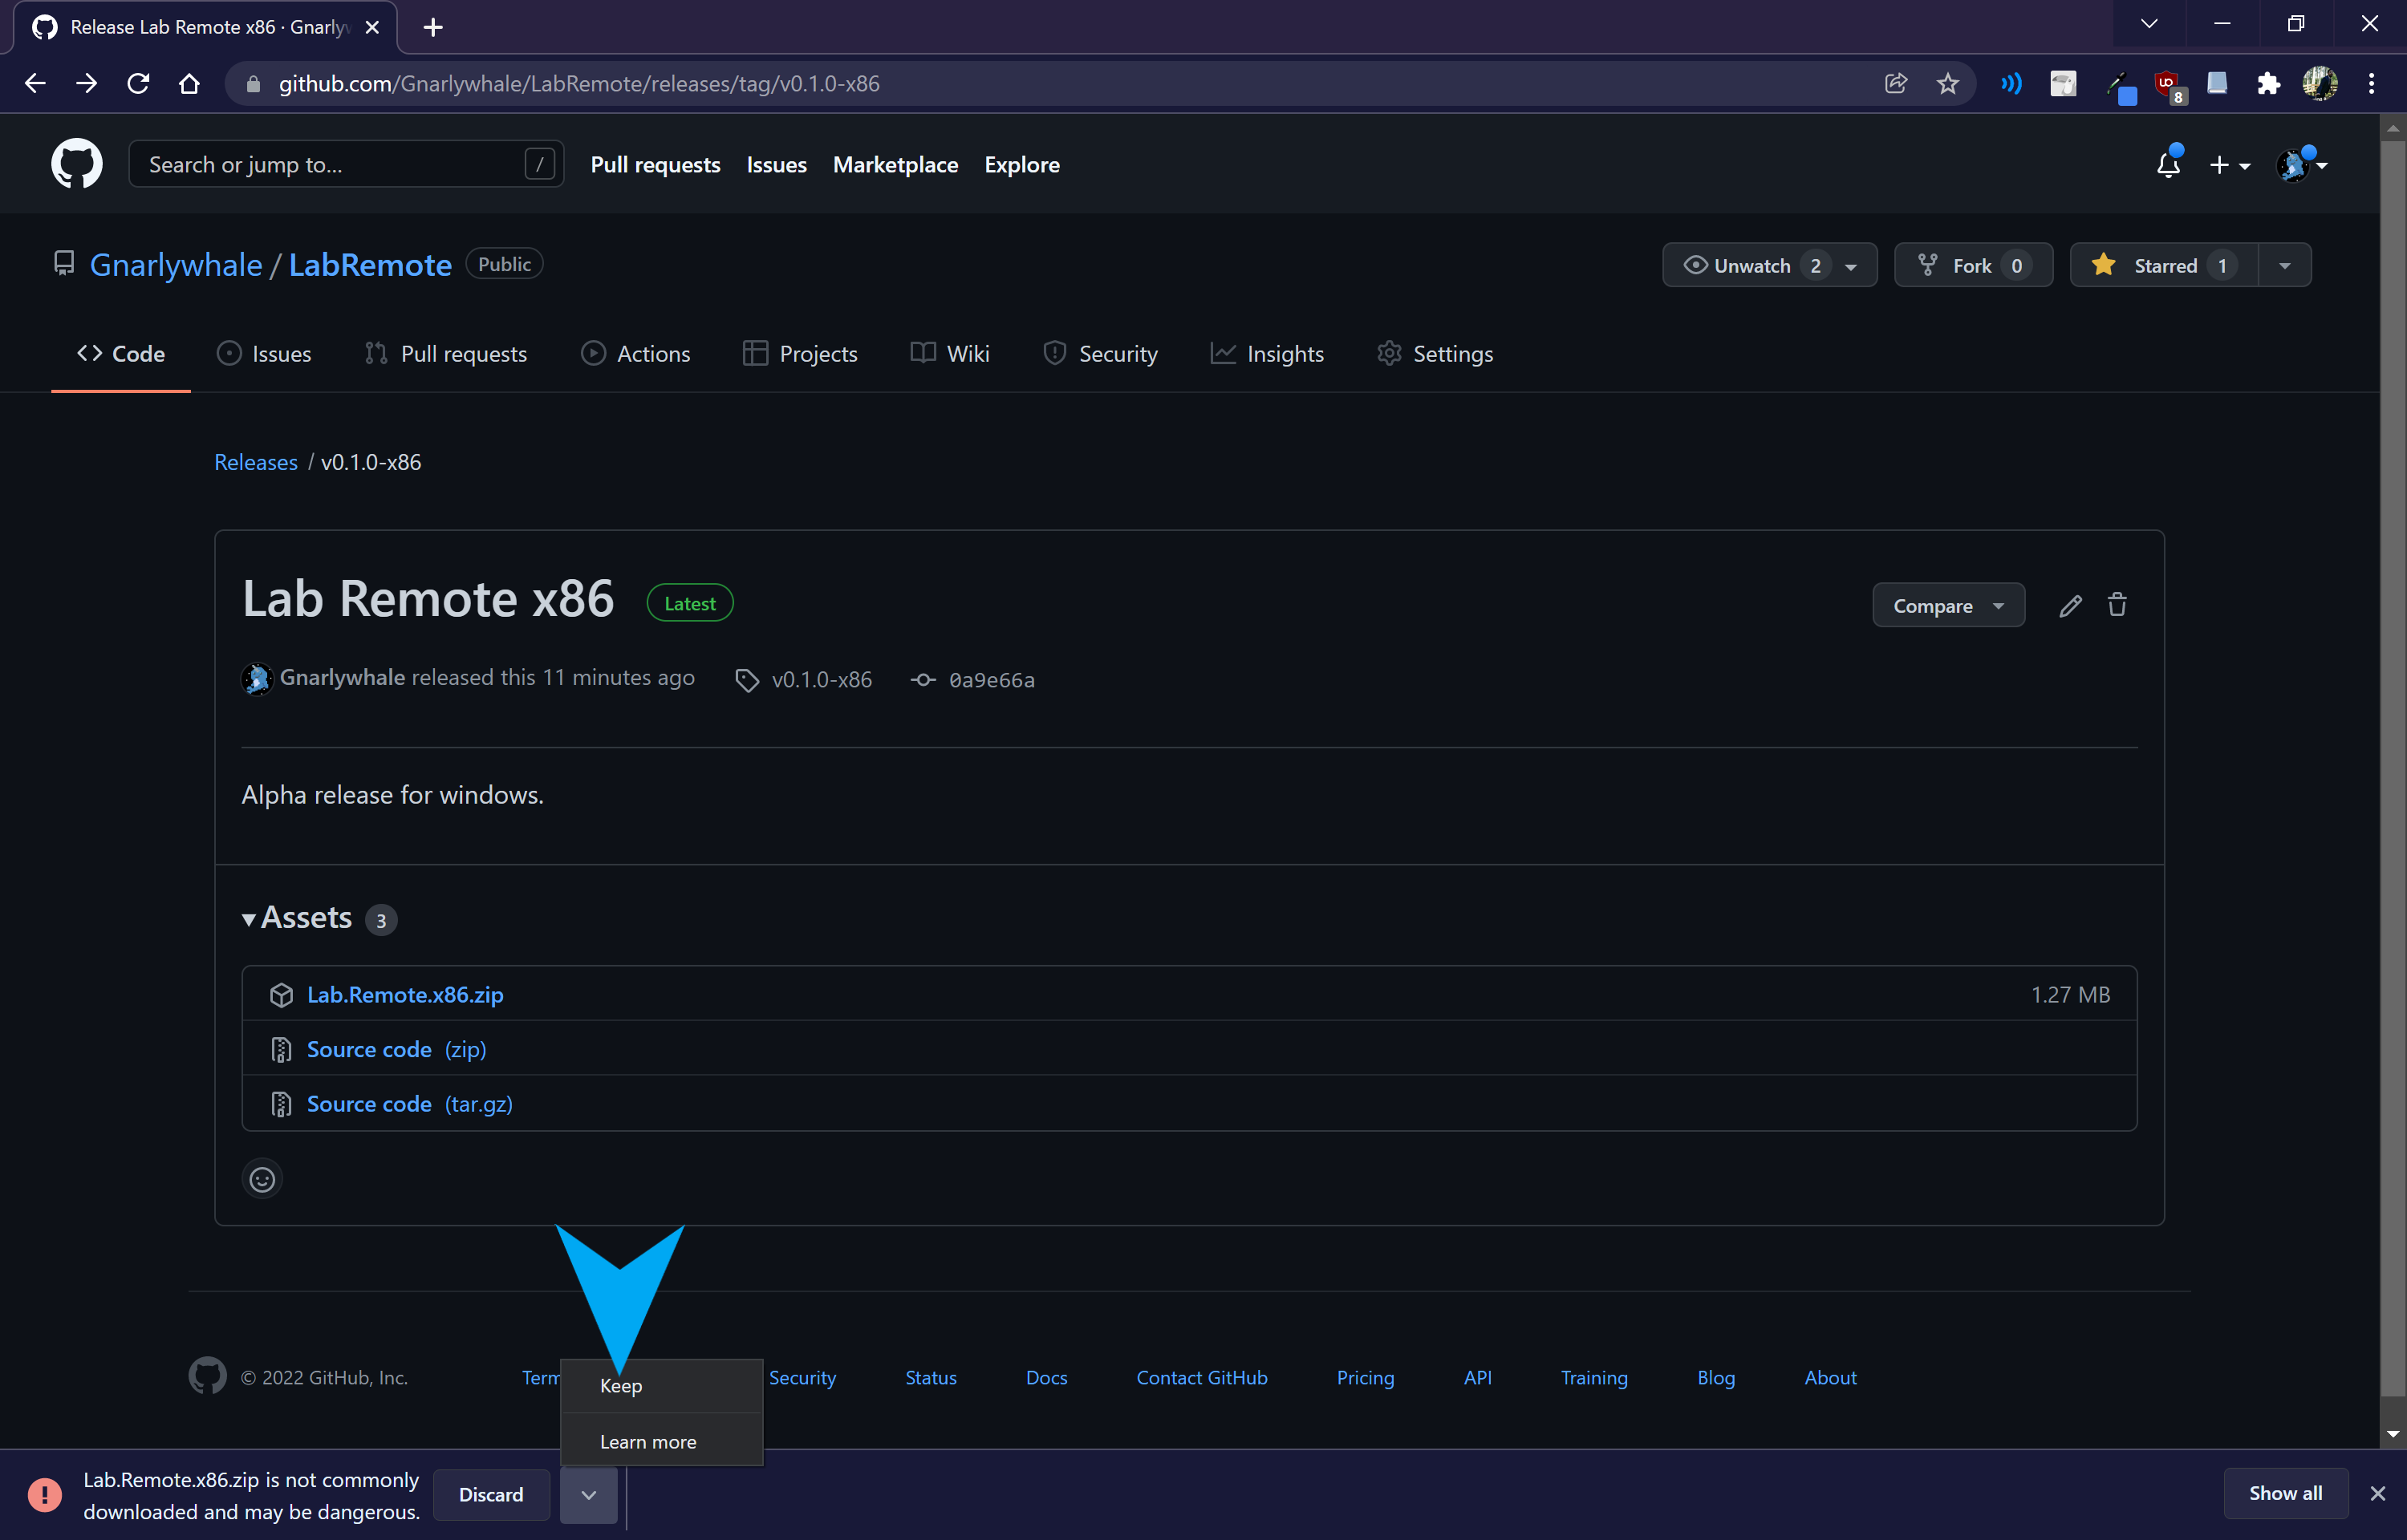 Release Lab Remote x86 · Gnarly
github.com/Gnarlywhale/LabRemote/releases/tag/v0.1.0-x86
8
Search or jump to... /
Pull requests Issues Marketplace Explore
Gnarlywhale / LabRemote Public
Unwatch 2 Fork 0 Starred 1
Code Issues Pull requests Actions Projects Wiki Security Insights Settings
Releases / v0.1.0-x86
Lab Remote x86 Latest
Compare
Gnarlywhale released this 11 minutes ago v0.1.0-x86 0a9e66a
Alpha release for windows.
Assets 3
Lab.Remote.x86.zip 1.27 MB
Source code (zip)
Source code (tar.gz)
© 2022 GitHub, Inc. Term Security Status Docs Contact GitHub Pricing API Training Blog About
Keep
Learn more
Lab.Remote.x86.zip is not commonly
downloaded and may be dangerous.
Discard
Show all